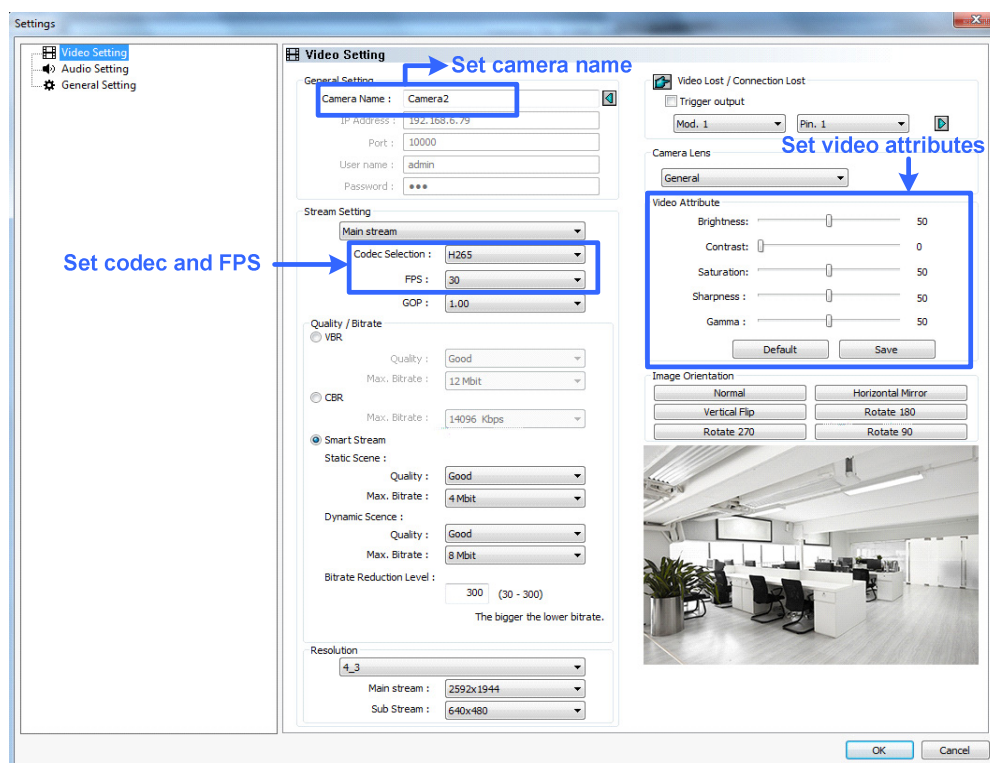 Settings
Video Setting
Audio Setting
General Setting
Video Setting
Set camera name
General Setting
Camera Name : Camera2
IP Address : 192.168.6.79
Port : 10000
User name : admin
Password : •••
Stream Setting
Main stream
Set codec and FPS
Codec Selection : H265
FPS : 30
GOP : 1.00
Quality / Bitrate
VBR
Quality : Good
Max. Bitrate : 12 Mbit
CBR
Max. Bitrate : 14096 Kbps
Smart Stream
Static Scene :
Quality : Good
Max. Bitrate : 4 Mbit
Dynamic Scence :
Quality : Good
Max. Bitrate : 8 Mbit
Bitrate Reduction Level :
300 (30 - 300)
The bigger the lower bitrate.
Resolution
4_3
Main stream : 2592x1944
Sub Stream : 640x480
Video Lost / Connection Lost
Trigger output
Mod. 1 Pin. 1
Set video attributes
Camera Lens
General
Video Attribute
Brightness: 50
Contrast: 0
Saturation: 50
Sharpness : 50
Gamma : 50
Default Save
Image Orientation
Normal Horizontal Mirror
Vertical Flip Rotate 180
Rotate 270 Rotate 90
OK Cancel